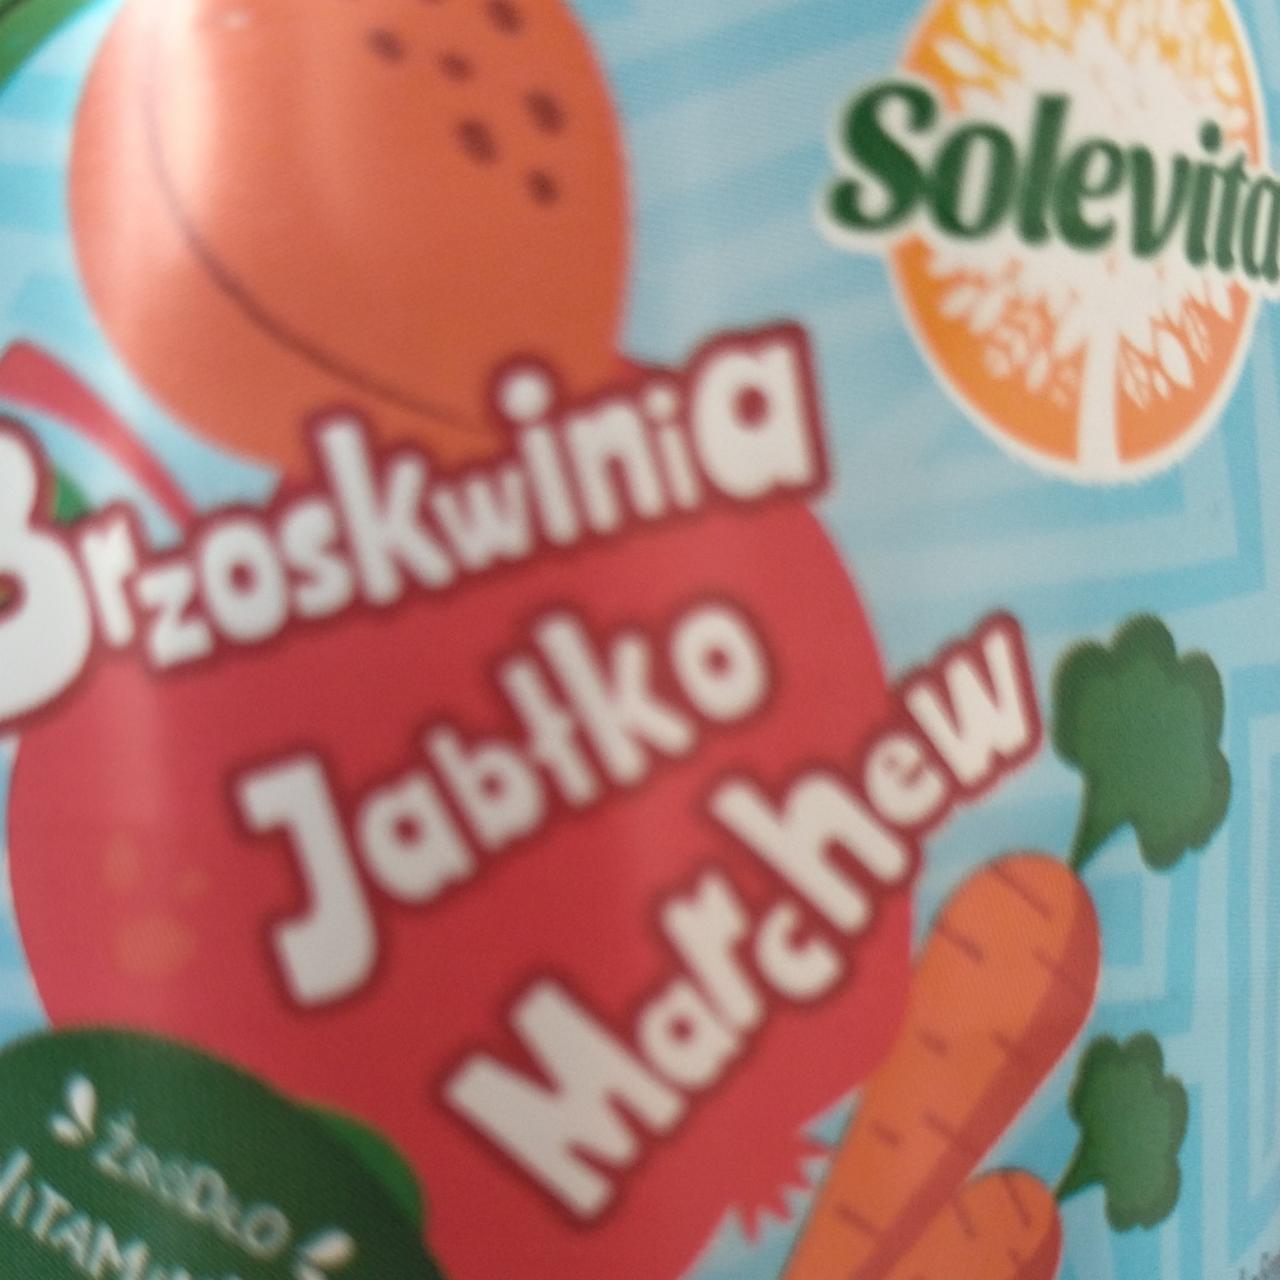 Solevita
Brzoskwinia
Jabłko
Marchew
ŹRÓDŁO